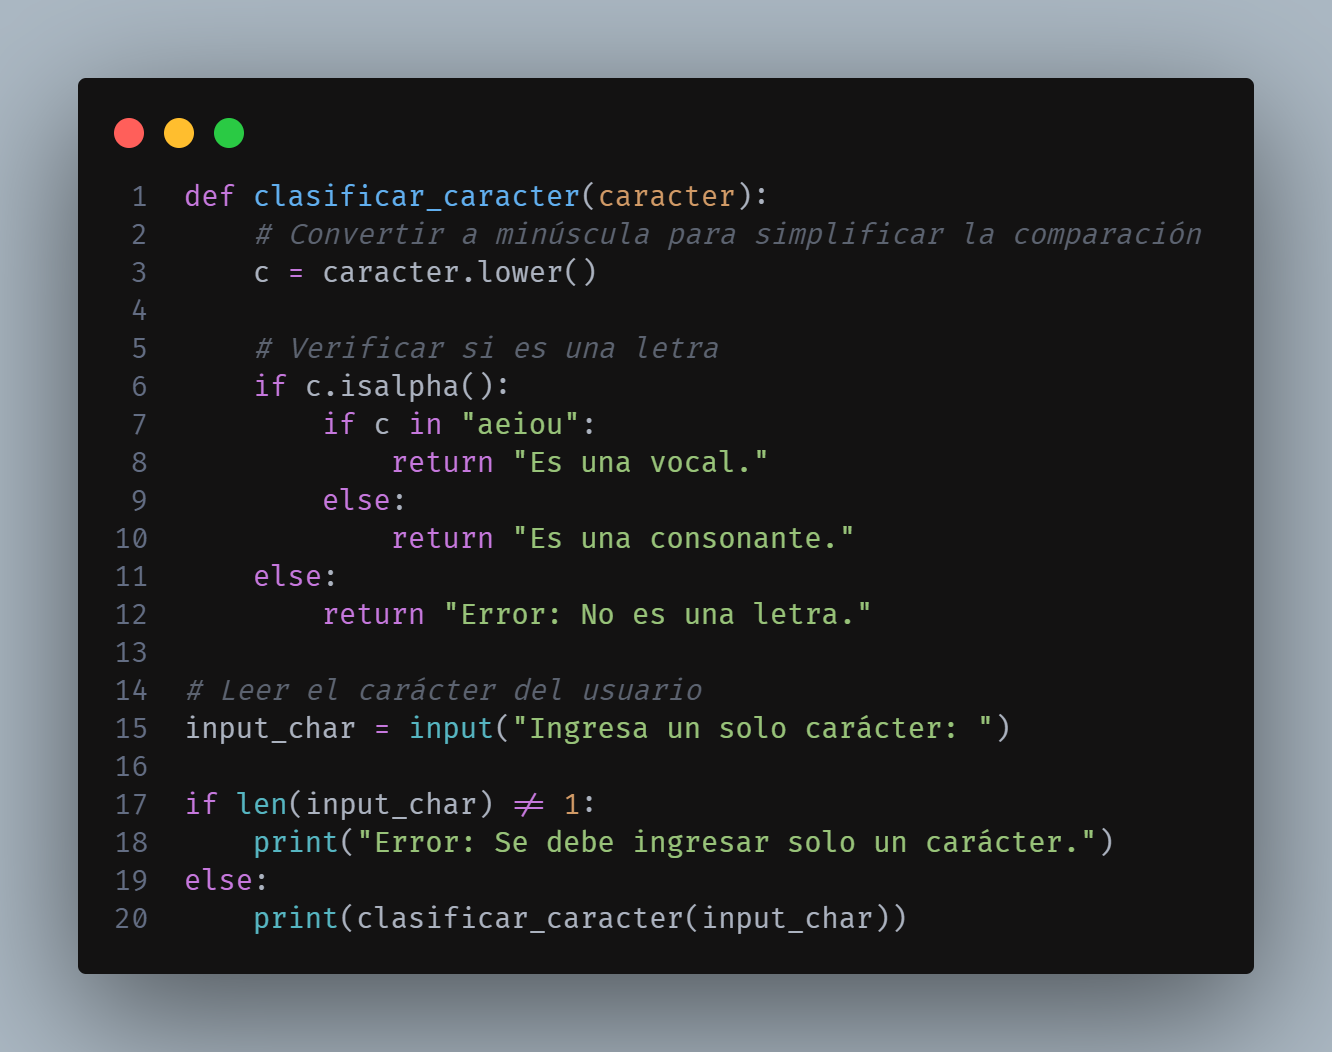 1 def clasificar_caracter(caracter):
2     # Convertir a minúscula para simplificar la comparación
3     c = caracter.lower()
4
5     # Verificar si es una letra
6     if c.isalpha():
7         if c in "aeiou":
8             return "Es una vocal."
9         else:
10             return "Es una consonante."
11     else:
12         return "Error: No es una letra."
13
14 # Leer el carácter del usuario
15 input_char = input("Ingresa un solo carácter: ")
16
17 if len(input_char) != 1:
18     print("Error: Se debe ingresar solo un carácter.")
19 else:
20     print(clasificar_caracter(input_char))